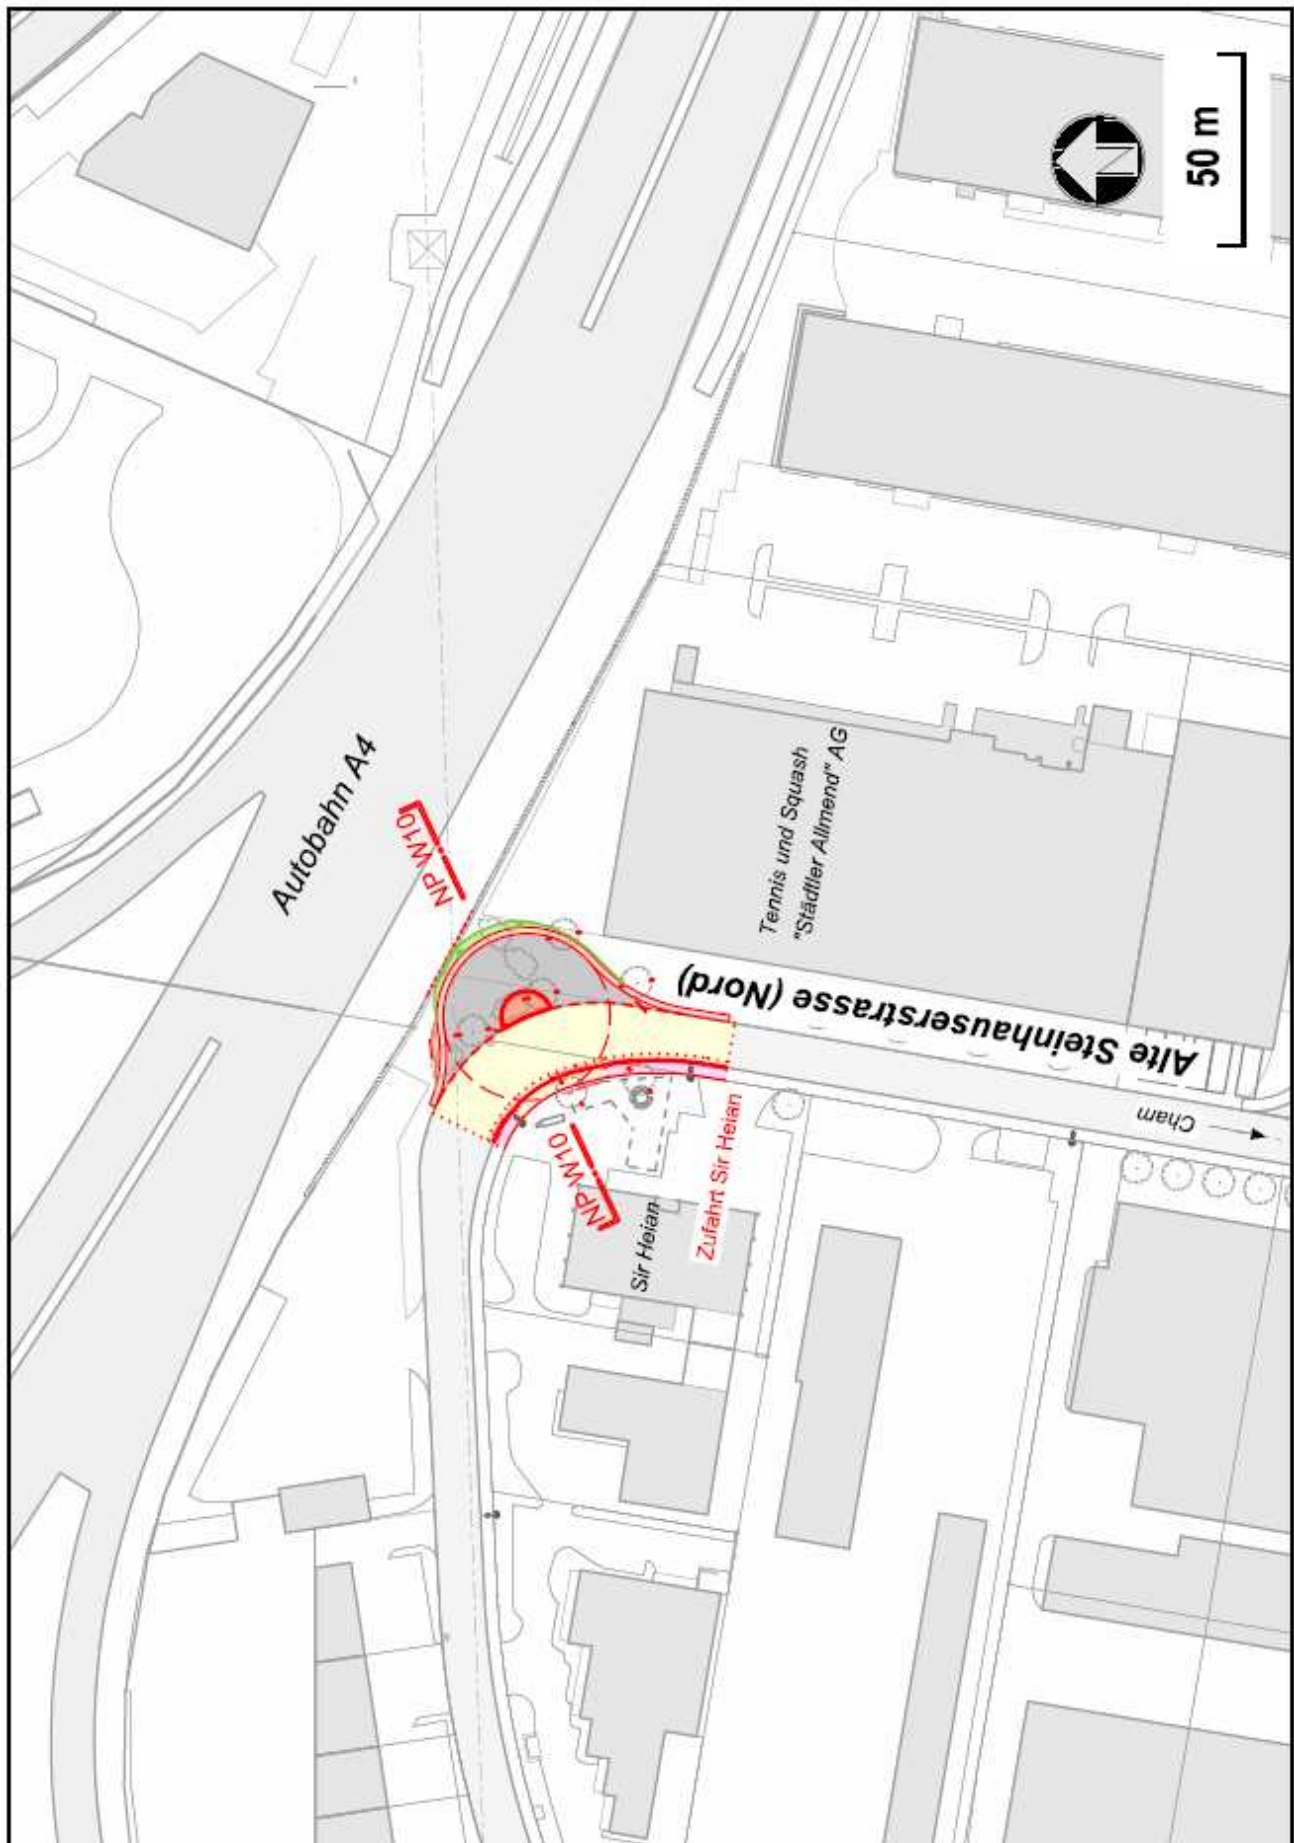 50 m
Autobahn A4
NP W10
Tennis und Squash
"Städtler Allmend" AG
Alte Steinhauserstrasse (Nord)
Cham
NP W10
Sir Heian
Zufahrt Sir Heian